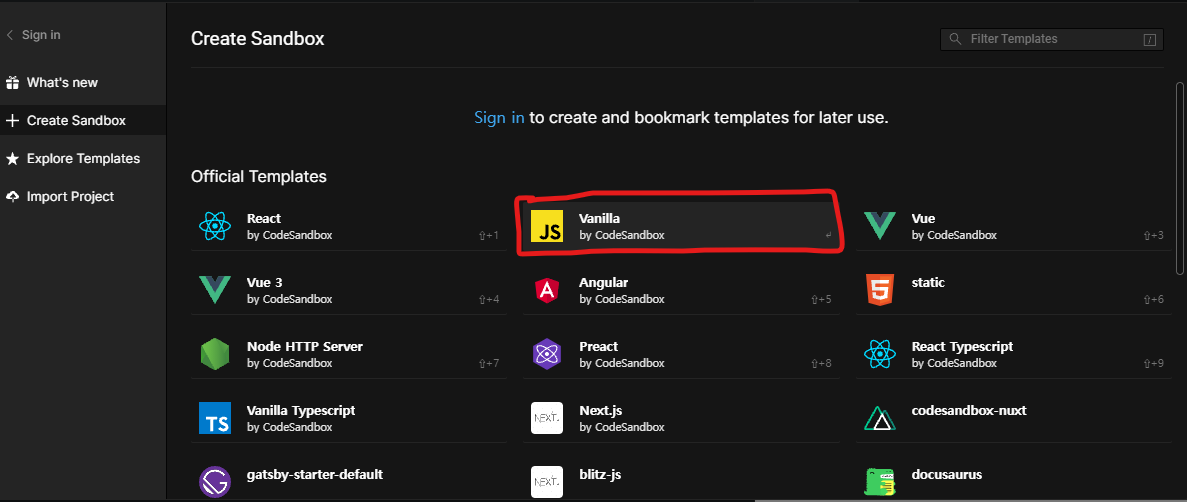 Sign in
What's new
Create Sandbox
Explore Templates
Import Project
Create Sandbox
Filter Templates
/
Sign in to create and bookmark templates for later use.
Official Templates
React
by CodeSandbox
⇧+1
JS
Vanilla
by CodeSandbox
↵
Vue
by CodeSandbox
⇧+3
Vue 3
by CodeSandbox
⇧+4
A
Angular
by CodeSandbox
⇧+5
5
static
⇧+6
Node HTTP Server
by CodeSandbox
⇧+7
Preact
by CodeSandbox
⇧+8
React Typescript
by CodeSandbox
⇧+9
TS
Vanilla Typescript
by CodeSandbox
NEXT.
Next.js
by CodeSandbox
codesandbox-nuxt
gatsby-starter-default
NEXT.
blitz-js
docusaurus